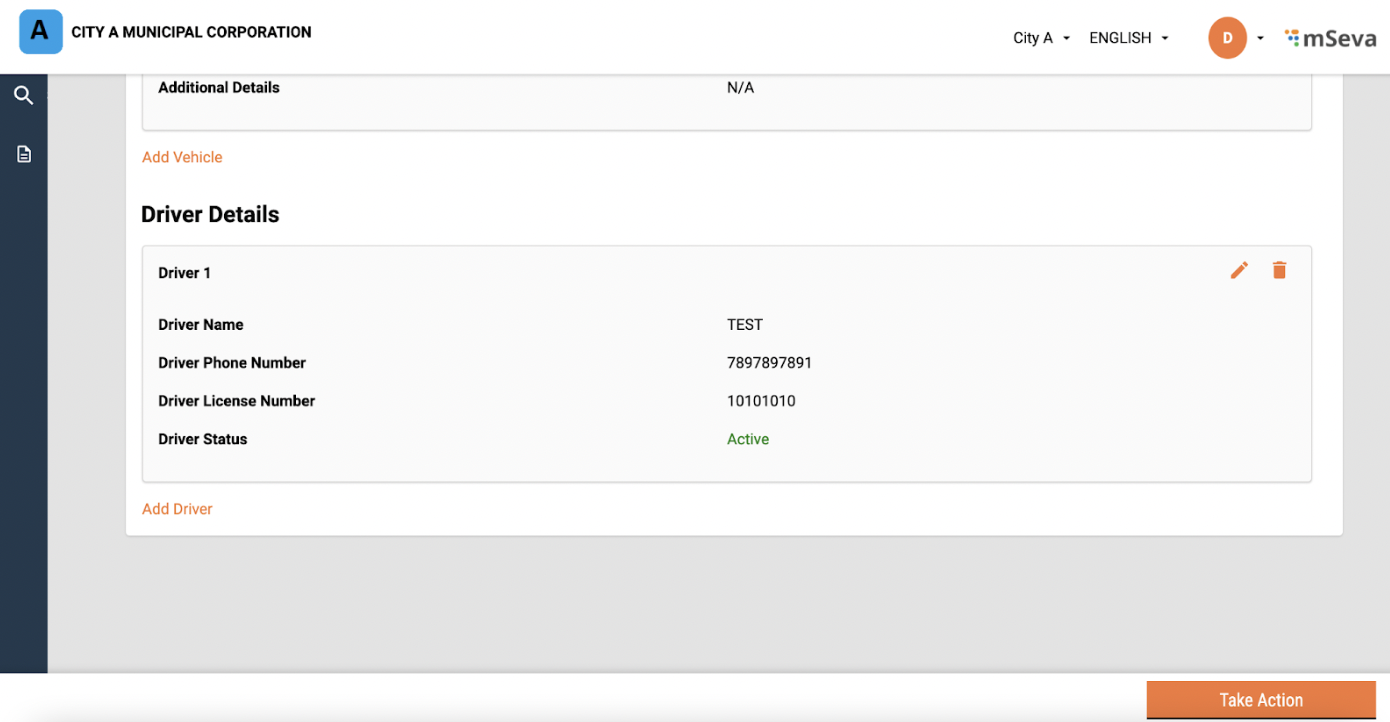 A CITY A MUNICIPAL CORPORATION City A ENGLISH D mSeva
Additional Details N/A
Add Vehicle
Driver Details
Driver 1
Driver Name TEST
Driver Phone Number 7897897891
Driver License Number 10101010
Driver Status Active
Add Driver
Take Action